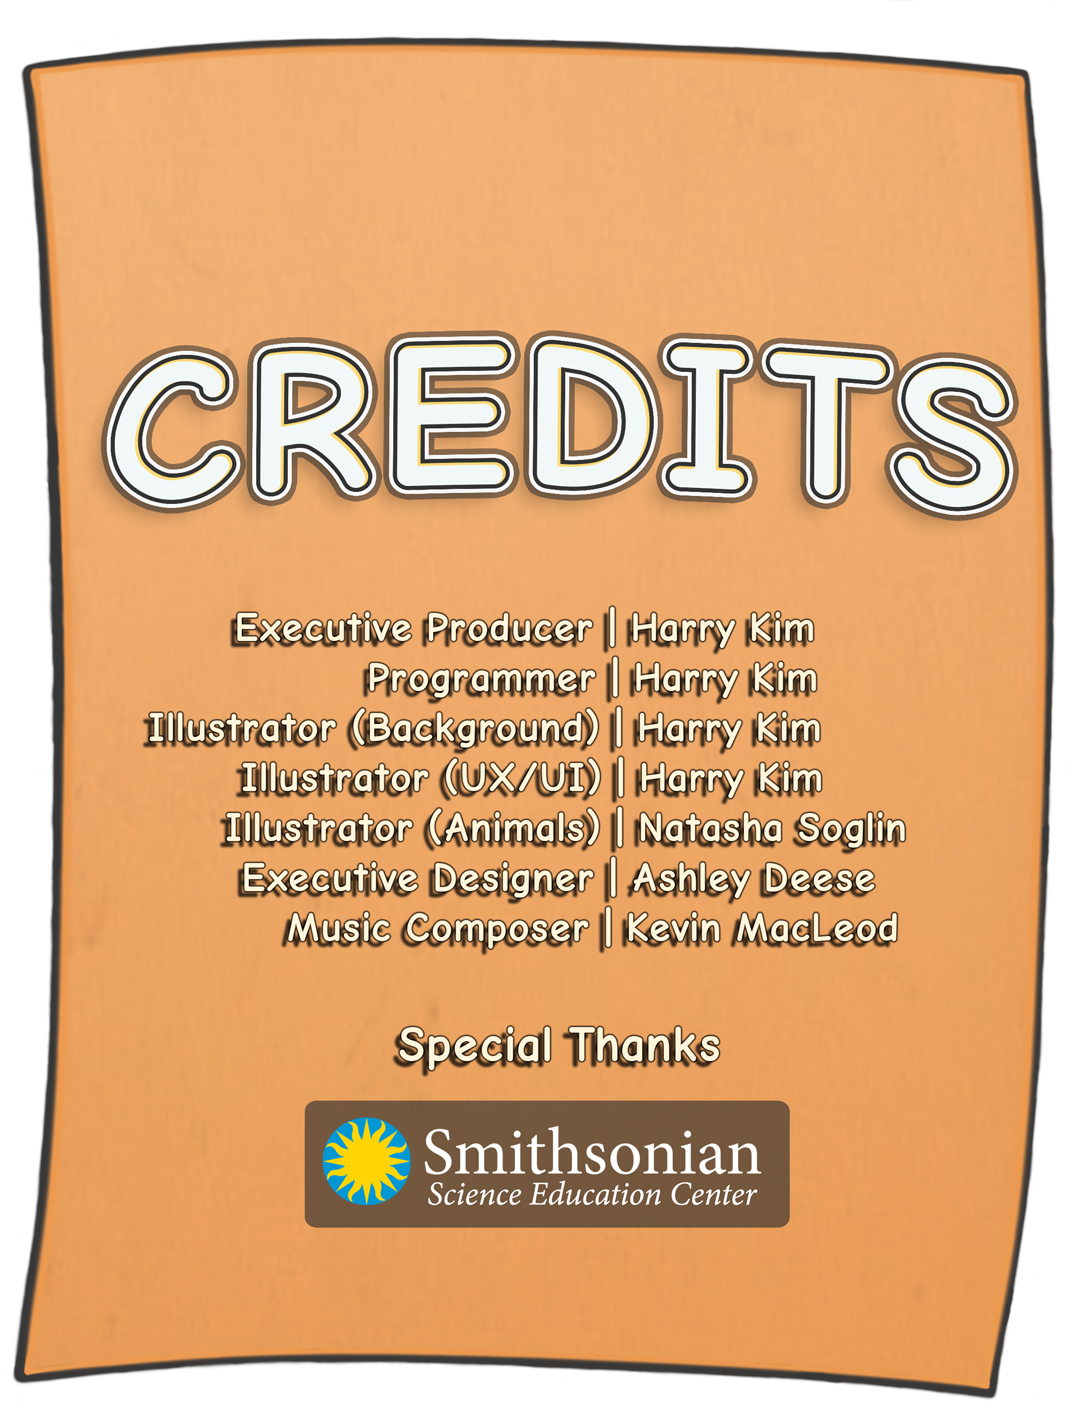 CREDITS
Executive Producer | Harry Kim
Programmer | Harry Kim
Illustrator (Background) | Harry Kim
Illustrator (UX/UI) | Harry Kim
Illustrator (Animals) | Natasha Soglin
Executive Designer | Ashley Deese
Music Composer | Kevin MacLeod
Special Thanks
Smithsonian
Science Education Center